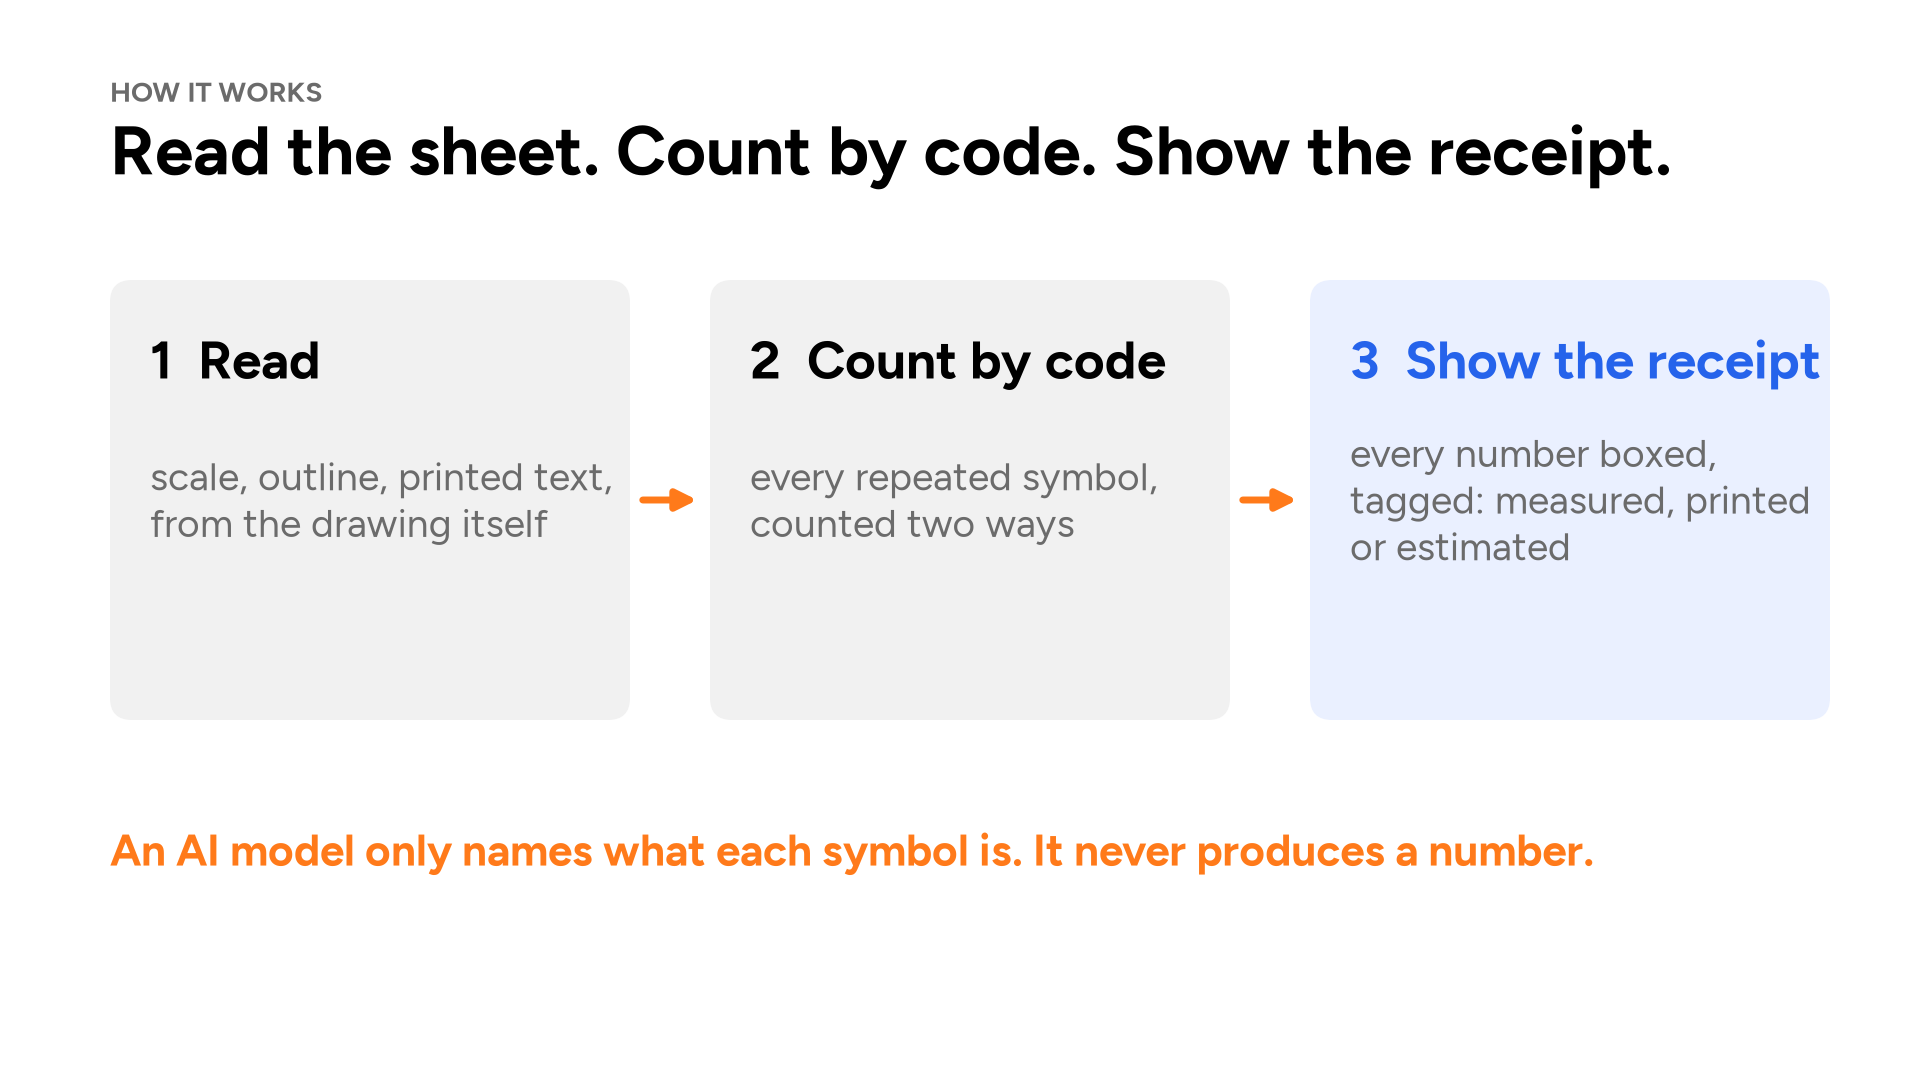 HOW IT WORKS
Read the sheet. Count by code. Show the receipt.
1 Read
scale, outline, printed text,
from the drawing itself
2 Count by code
every repeated symbol,
counted two ways
3 Show the receipt
every number boxed,
tagged: measured, printed
or estimated
An AI model only names what each symbol is. It never produces a number.